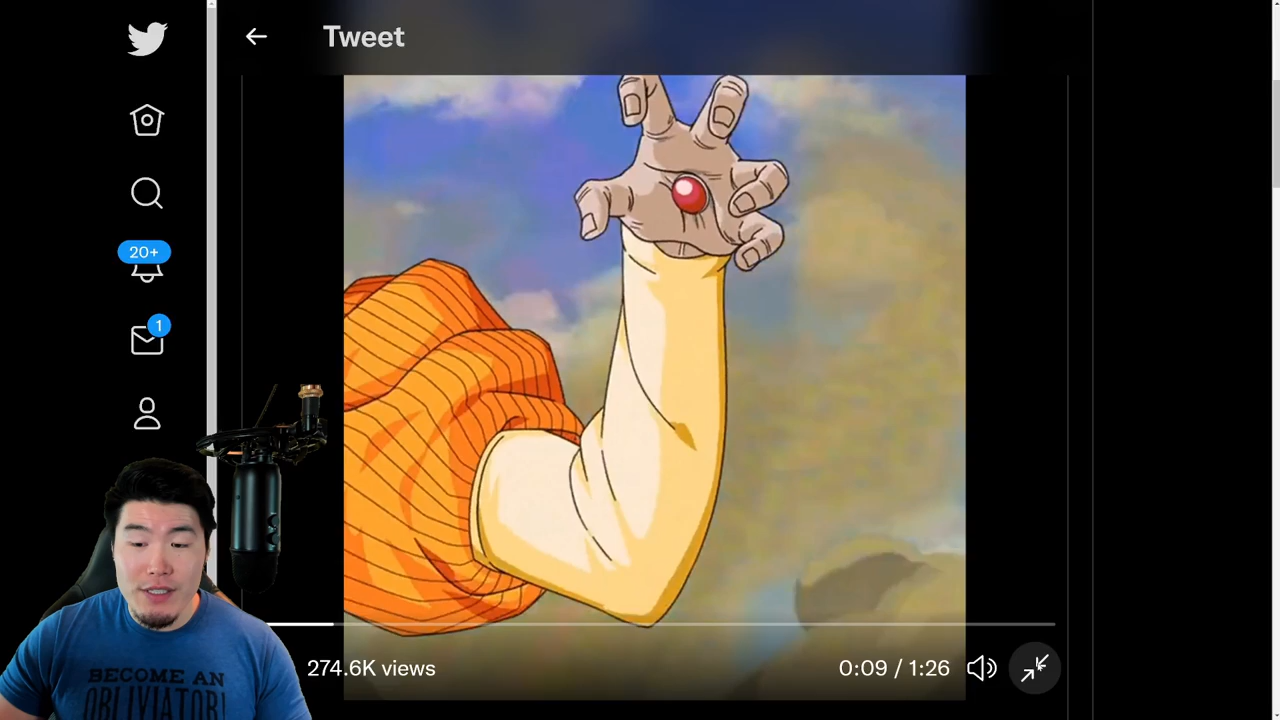 Tweet
20+
1
BECOME AN
OBLIVIATOR!
274.6K views
0:09 / 1:26